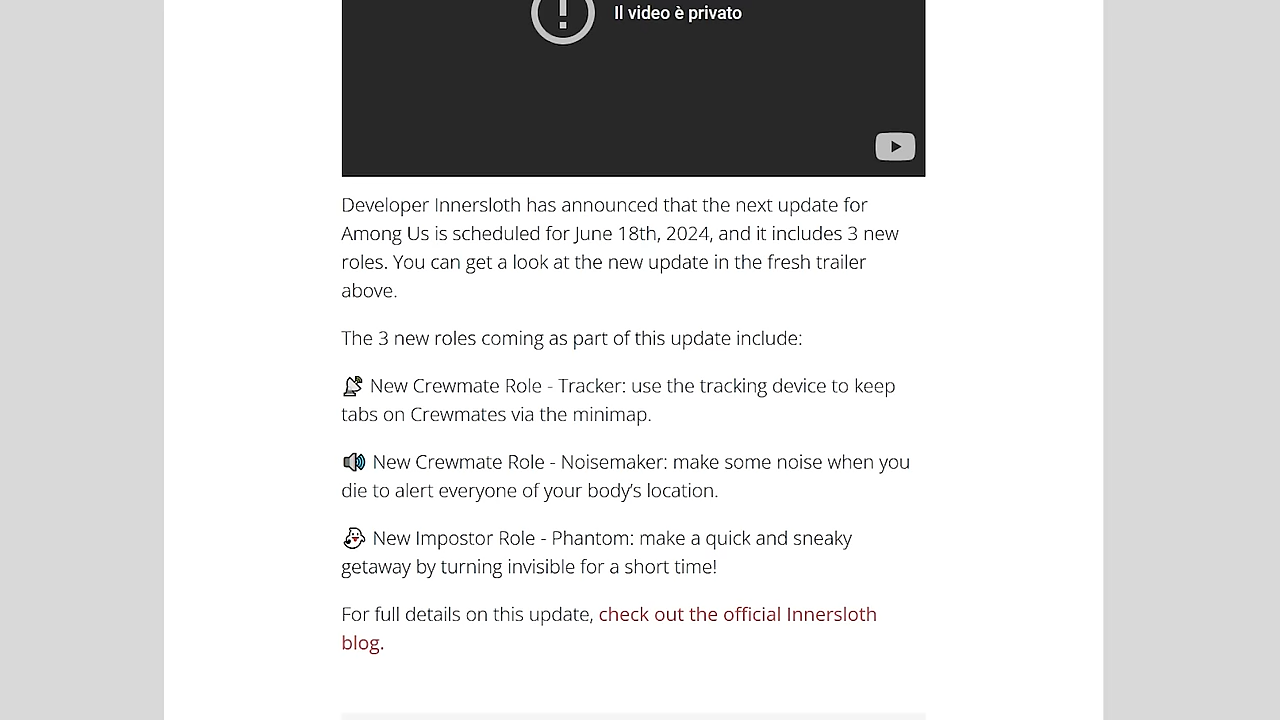 Il video è privato
Developer Innersloth has announced that the next update for
Among Us is scheduled for June 18th, 2024, and it includes 3 new
roles. You can get a look at the new update in the fresh trailer
above.
The 3 new roles coming as part of this update include:
📡 New Crewmate Role - Tracker: use the tracking device to keep
tabs on Crewmates via the minimap.
🔊 New Crewmate Role - Noisemaker: make some noise when you
die to alert everyone of your body’s location.
👻 New Impostor Role - Phantom: make a quick and sneaky
getaway by turning invisible for a short time!
For full details on this update, check out the official Innersloth
blog.